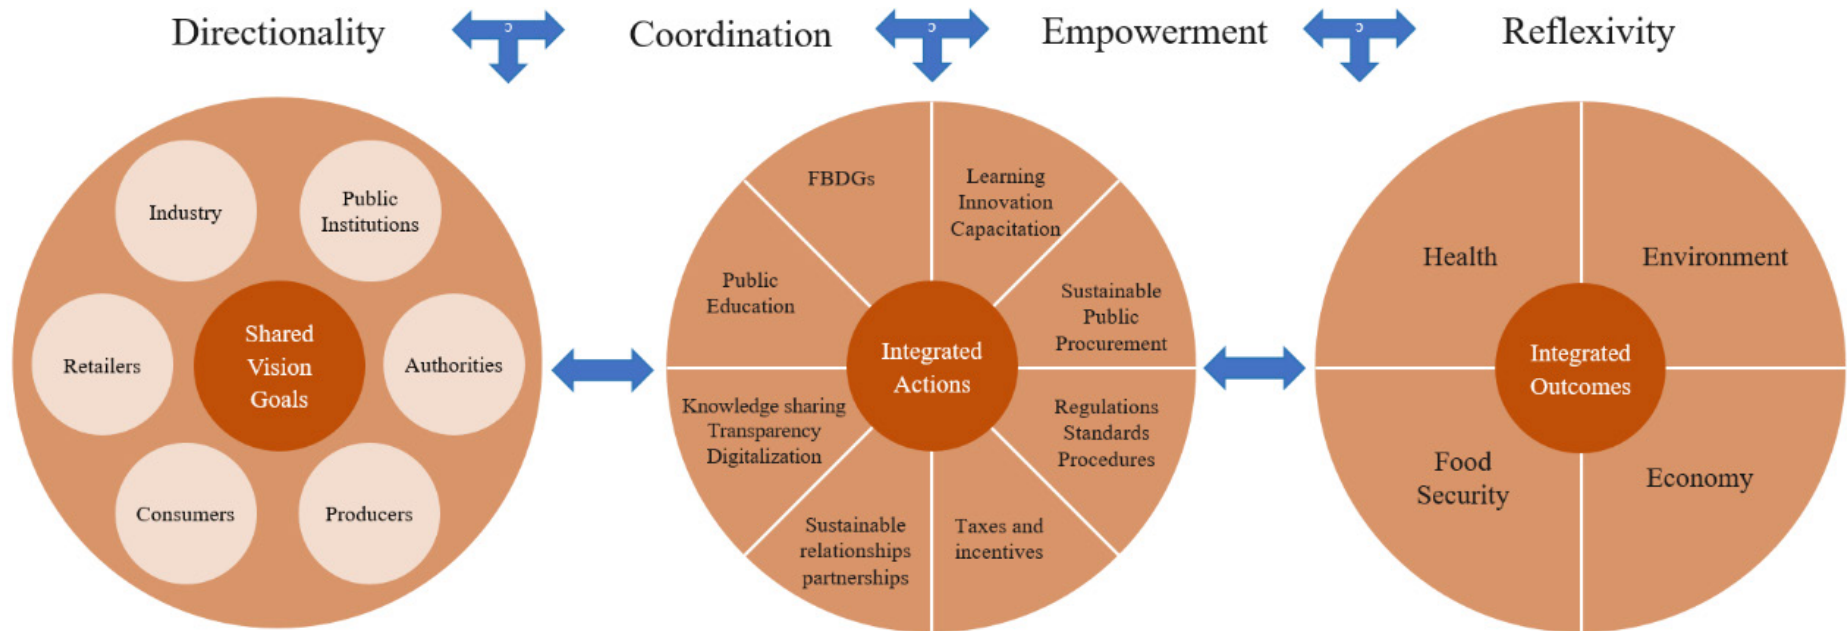 Directionality
Coordination
Empowerment
Reflexivity
Industry
Public
Institutions
Retailers
Shared
Vision
Goals
Authorities
Consumers
Producers
FBDGs
Learning
Innovation
Capacitation
Public
Education
Sustainable
Public
Procurement
Integrated
Actions
Knowledge sharing
Transparency
Digitalization
Regulations
Standards
Procedures
Sustainable
relationships
partnerships
Taxes and
incentives
Health
Environment
Integrated
Outcomes
Food
Security
Economy